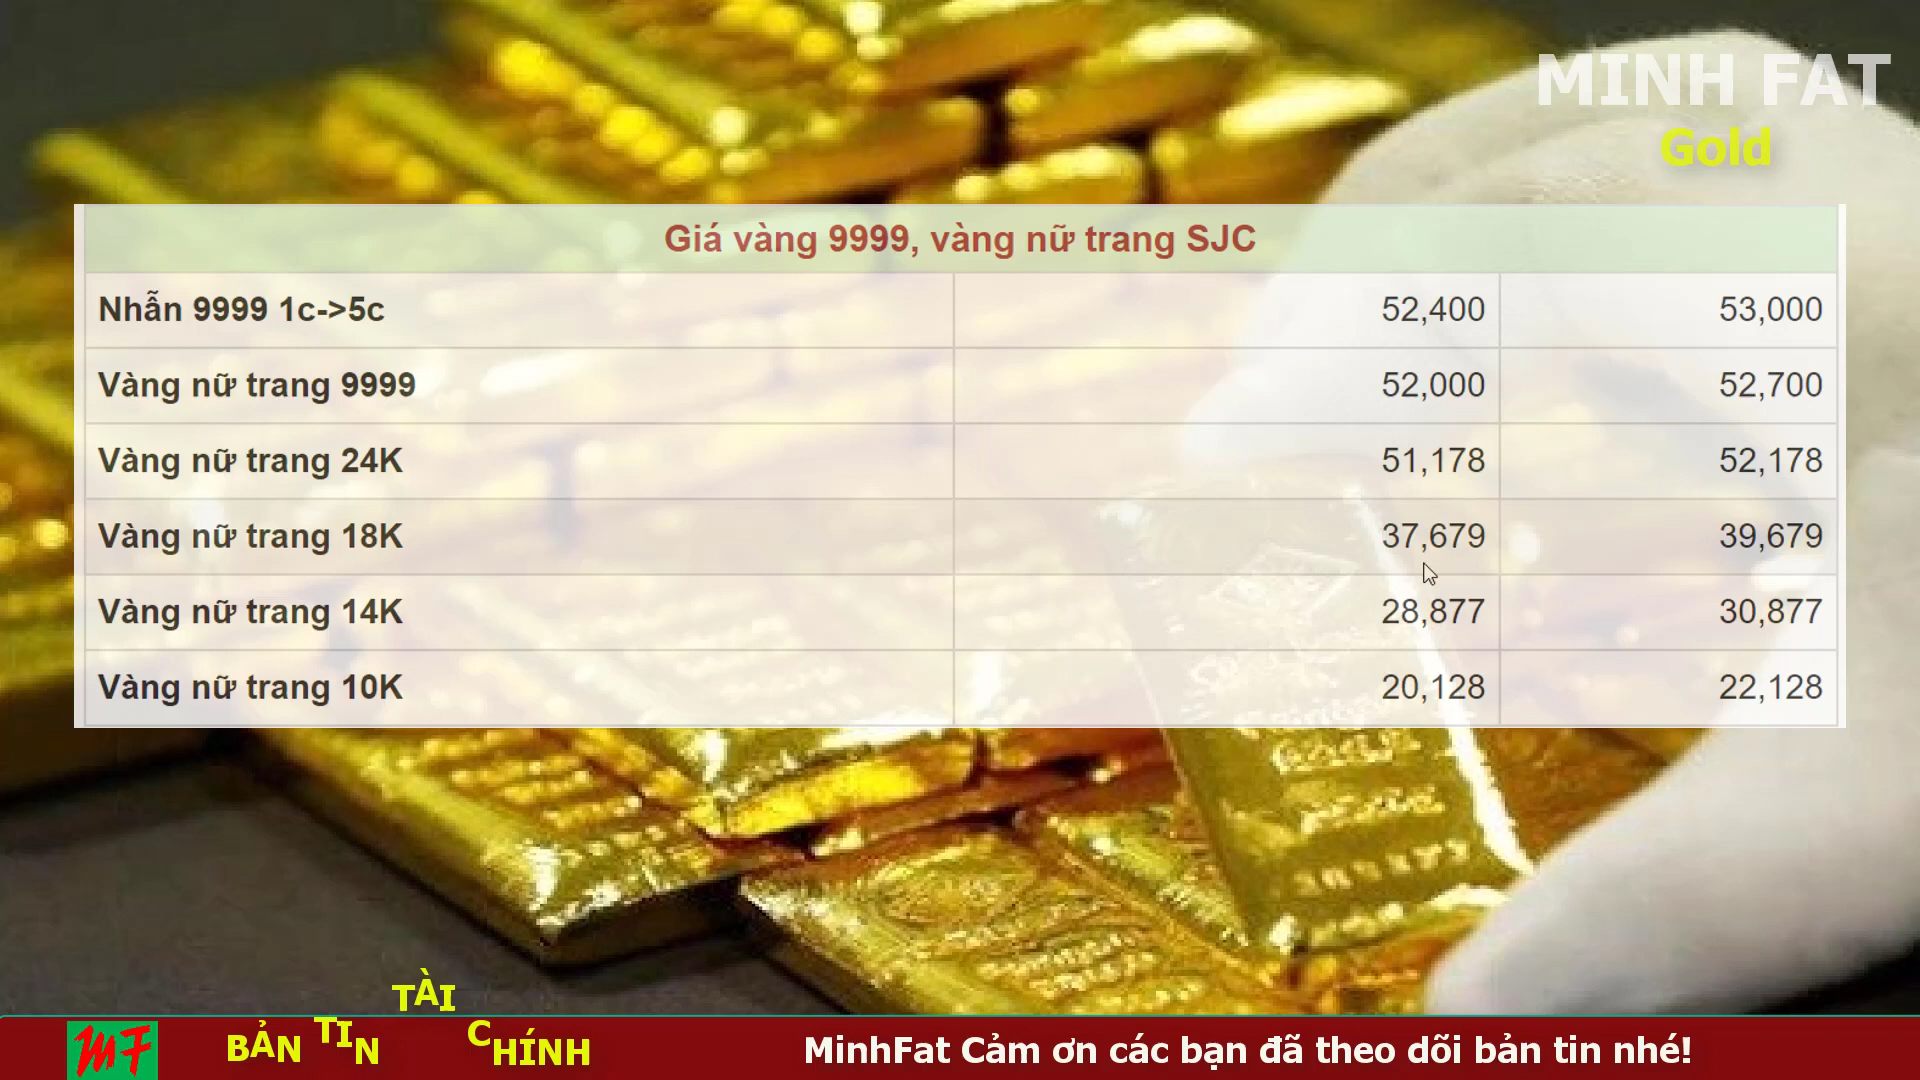 MINH FAT
Gold
Giá vàng 9999, vàng nữ trang SJC
Nhẫn 9999 1c->5c 52,400 53,000
Vàng nữ trang 9999 52,000 52,700
Vàng nữ trang 24K 51,178 52,178
Vàng nữ trang 18K 37,679 39,679
Vàng nữ trang 14K 28,877 30,877
Vàng nữ trang 10K 20,128 22,128
MF BẢN TIN TÀI CHÍNH MinhFat Cảm ơn các bạn đã theo dõi bản tin nhé!